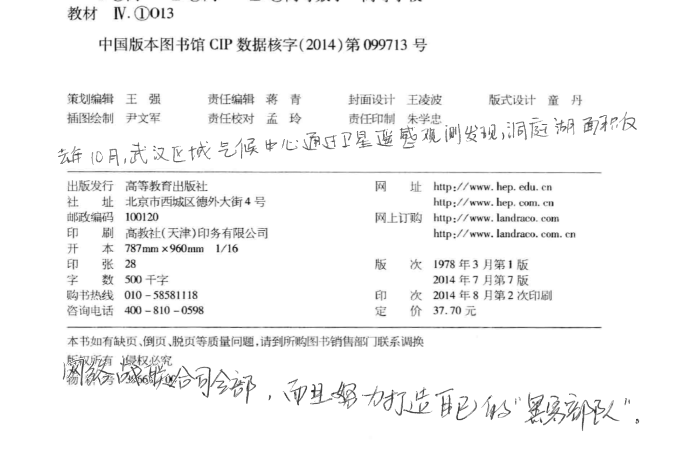 教材 Ⅳ.①O13
中国版本图书馆 CIP 数据核字(2014)第 099713 号
策划编辑 王 强 责任编辑 蒋 青 封面设计 王凌波 版式设计 童 丹
插图绘制 尹文军 责任校对 孟 玲 责任印制 朱学忠
去年10月,武汉区域气候中心通过卫星遥感观测发现,洞庭湖面积仅
出版发行 高等教育出版社 网 址 http://www.hep.edu.cn
社 址 北京市西城区德外大街 4 号 http://www.hep.com.cn
邮政编码 100120 网上订购 http://www.landraco.com
印 刷 高教社(天津)印务有限公司 http://www.landraco.com.cn
开 本 787mm×960mm 1/16
印 张 28 版 次 1978 年 3 月第 1 版
字 数 500 千字 2014 年 7 月第 7 版
购书热线 010-58581118 印 次 2014 年 8 月第 2 次印刷
咨询电话 400-810-0598 定 价 37.70 元
本书如有缺页、倒页、脱页等质量问题,请到所购图书销售部门联系调换
版权所有 侵权必究
网络战联合司令部,而且努力打造自己的“黑客部队”。